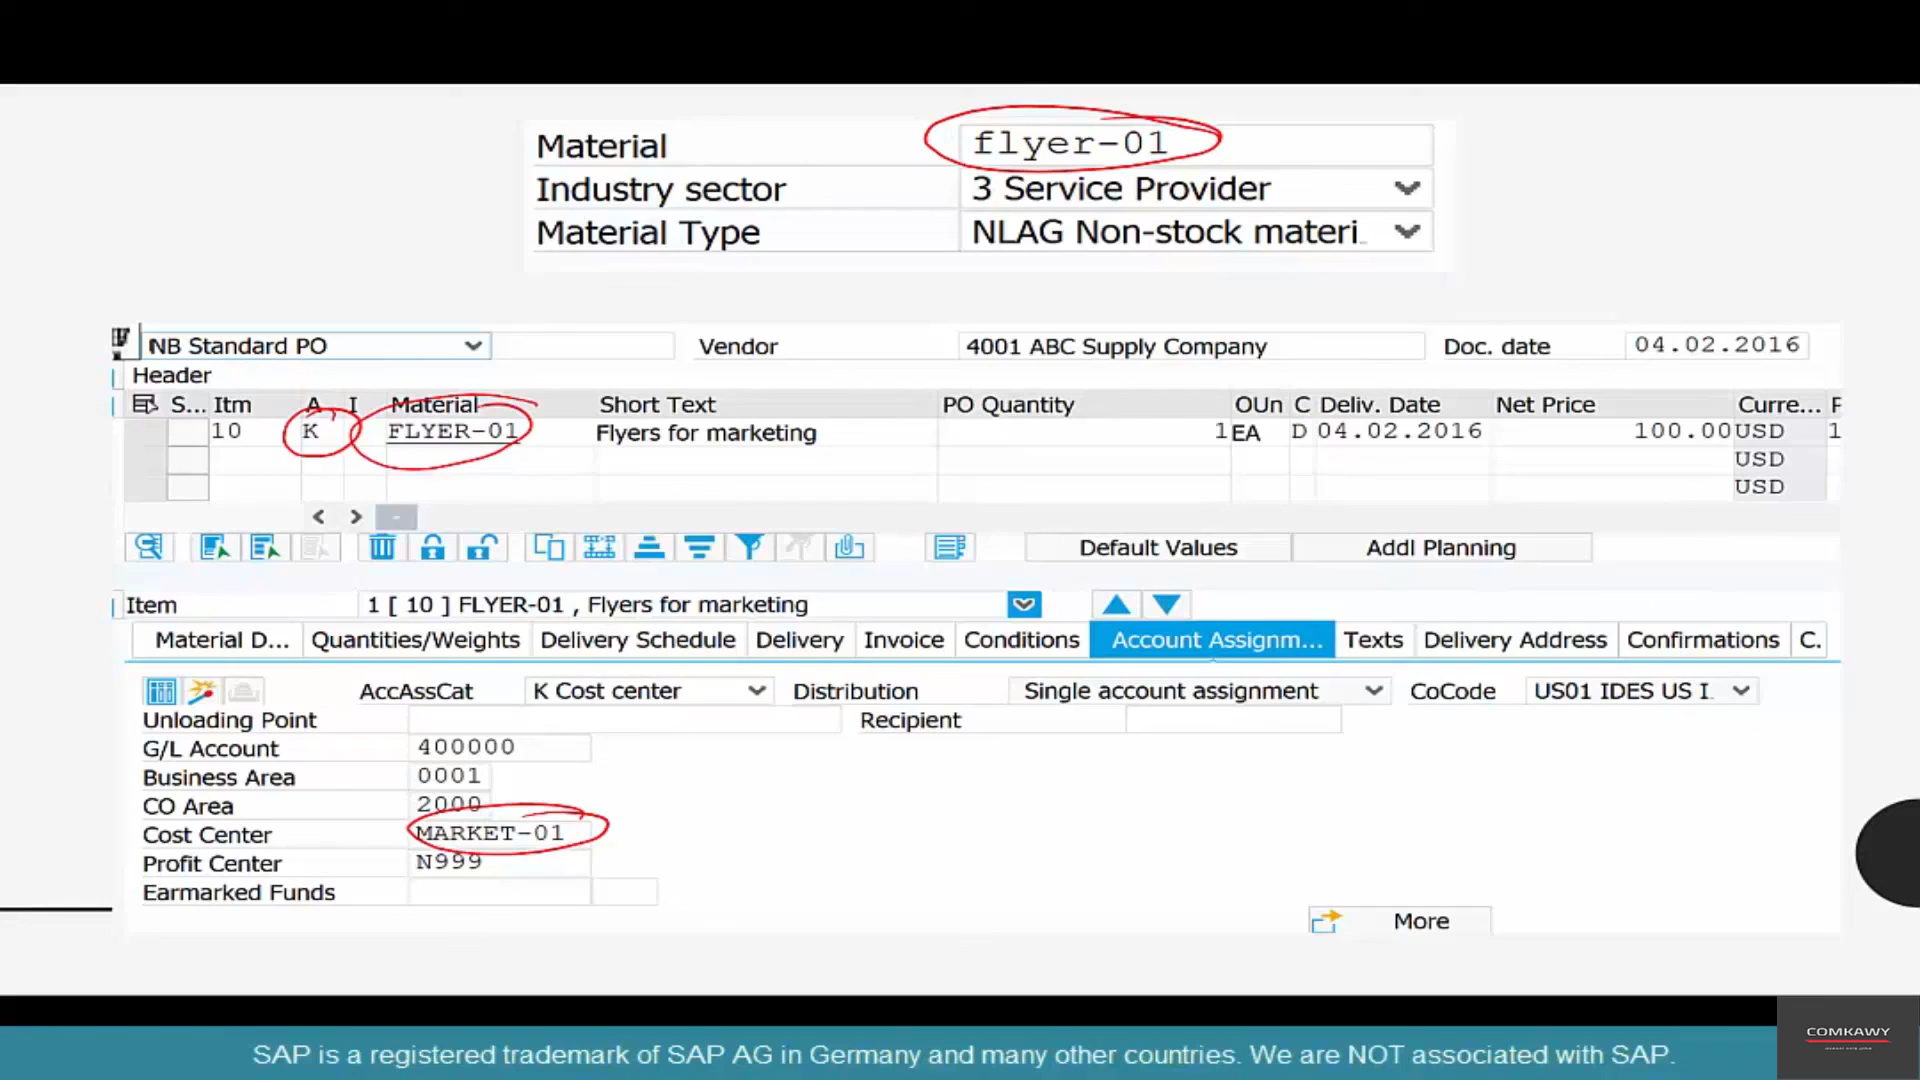 Material flyer-01
Industry sector 3 Service Provider
Material Type NLAG Non-stock materi
NB Standard PO Vendor 4001 ABC Supply Company Doc. date 04.02.2016
Header
S... Itm A I Material Short Text PO Quantity OUn C Deliv. Date Net Price Curre... P
10 K FLYER-01 Flyers for marketing 1 EA D 04.02.2016 100.00 USD 1
USD
USD
Default Values Addl Planning
Item 1 [ 10 ] FLYER-01 , Flyers for marketing
Material D... Quantities/Weights Delivery Schedule Delivery Invoice Conditions Account Assignm... Texts Delivery Address Confirmations C.
AccAssCat K Cost center Distribution Single account assignment CoCode US01 IDES US I
Unloading Point Recipient
G/L Account 400000
Business Area 0001
CO Area 2000
Cost Center MARKET-01
Profit Center N999
Earmarked Funds
More
SAP is a registered trademark of SAP AG in Germany and many other countries. We are NOT associated with SAP.
COMKAWY